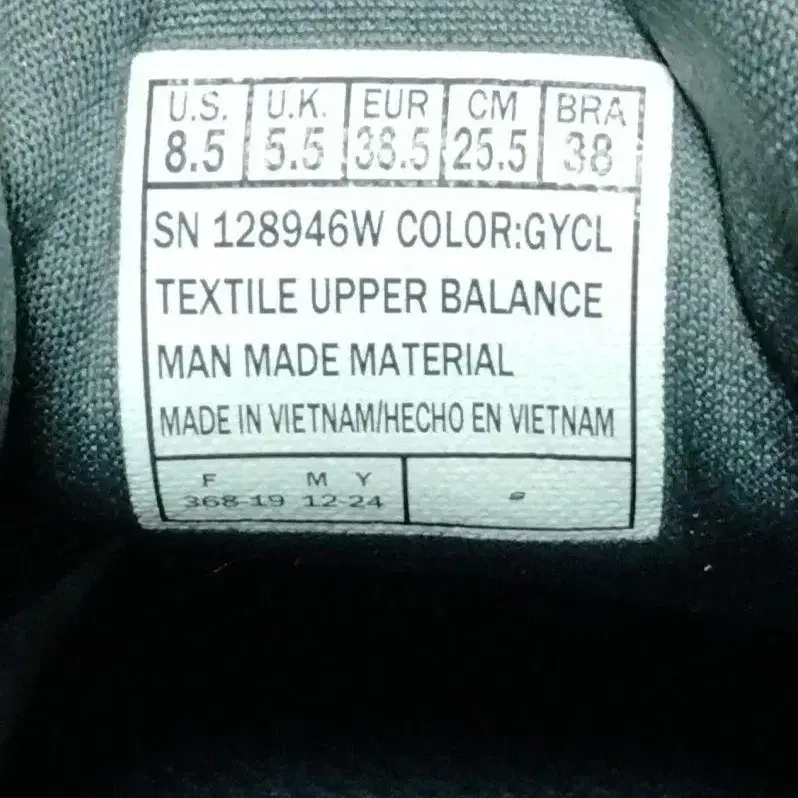 U.S. U.K. EUR CM BRA
8.5 5.5 38.5 25.5 38
SN 128946W COLOR:GYCL
TEXTILE UPPER BALANCE
MAN MADE MATERIAL
MADE IN VIETNAM/HECHO EN VIETNAM
F M Y
368-19 12-24